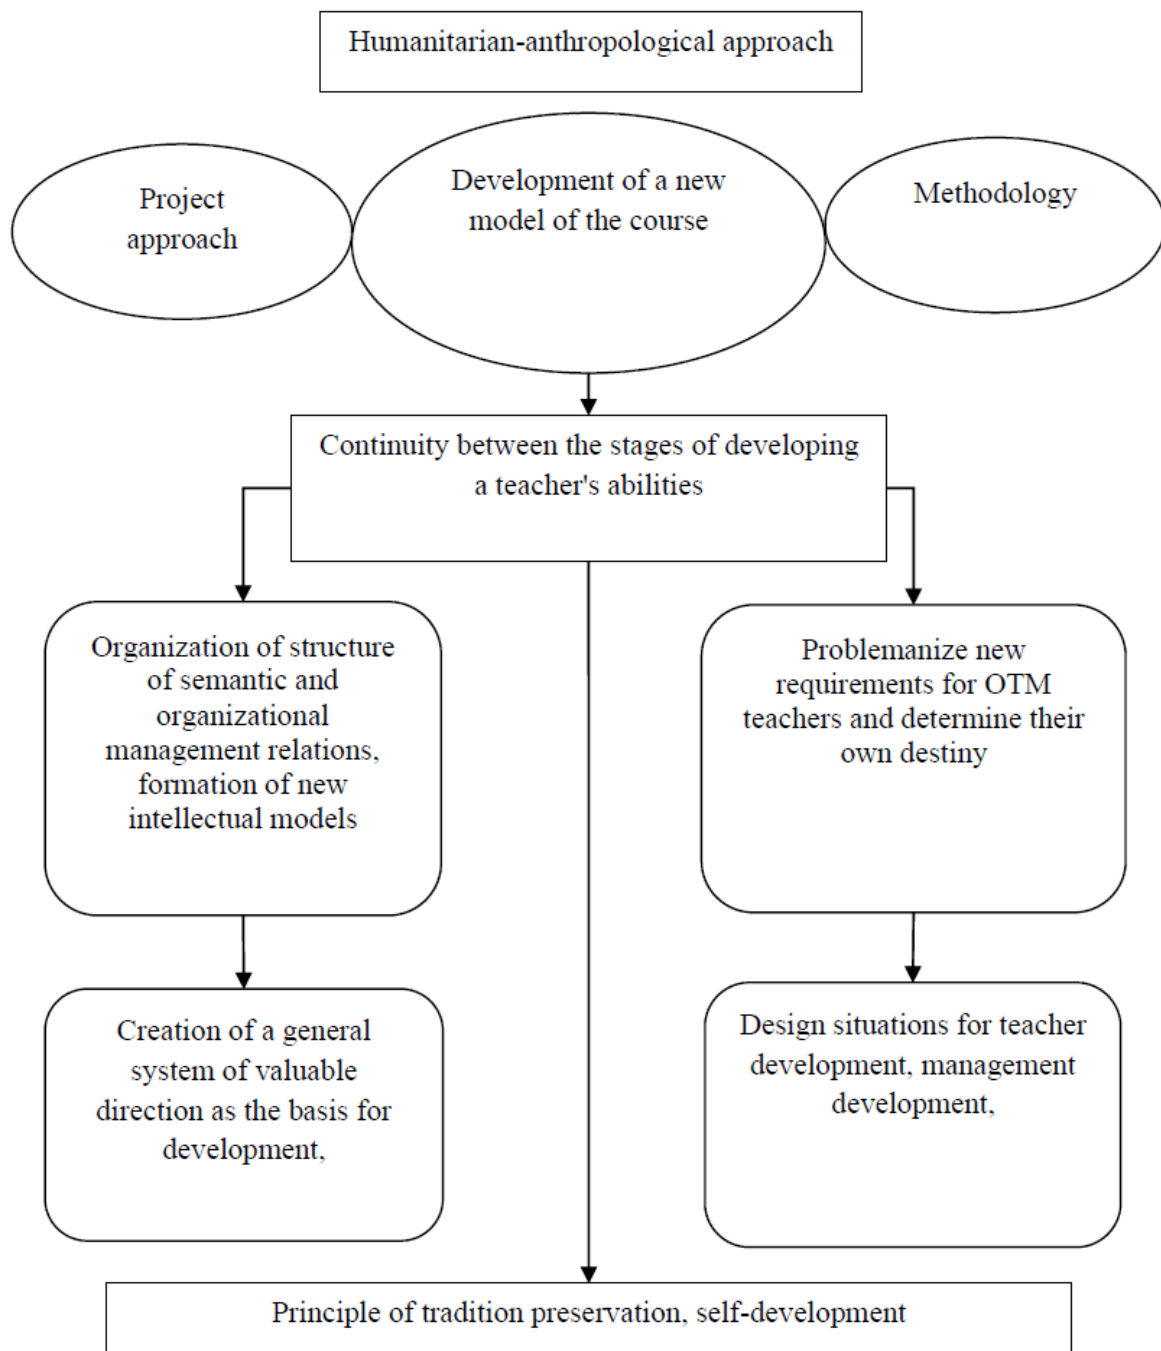 Humanitarian-anthropological approach
Project
approach
Development of a new
model of the course
Methodology
Continuity between the stages of developing
a teacher's abilities
Organization of structure
of semantic and
organizational
management relations,
formation of new
intellectual models
Problemanize new
requirements for OTM
teachers and determine their
own destiny
Creation of a general
system of valuable
direction as the basis for
development,
Design situations for teacher
development, management
development,
Principle of tradition preservation, self-development